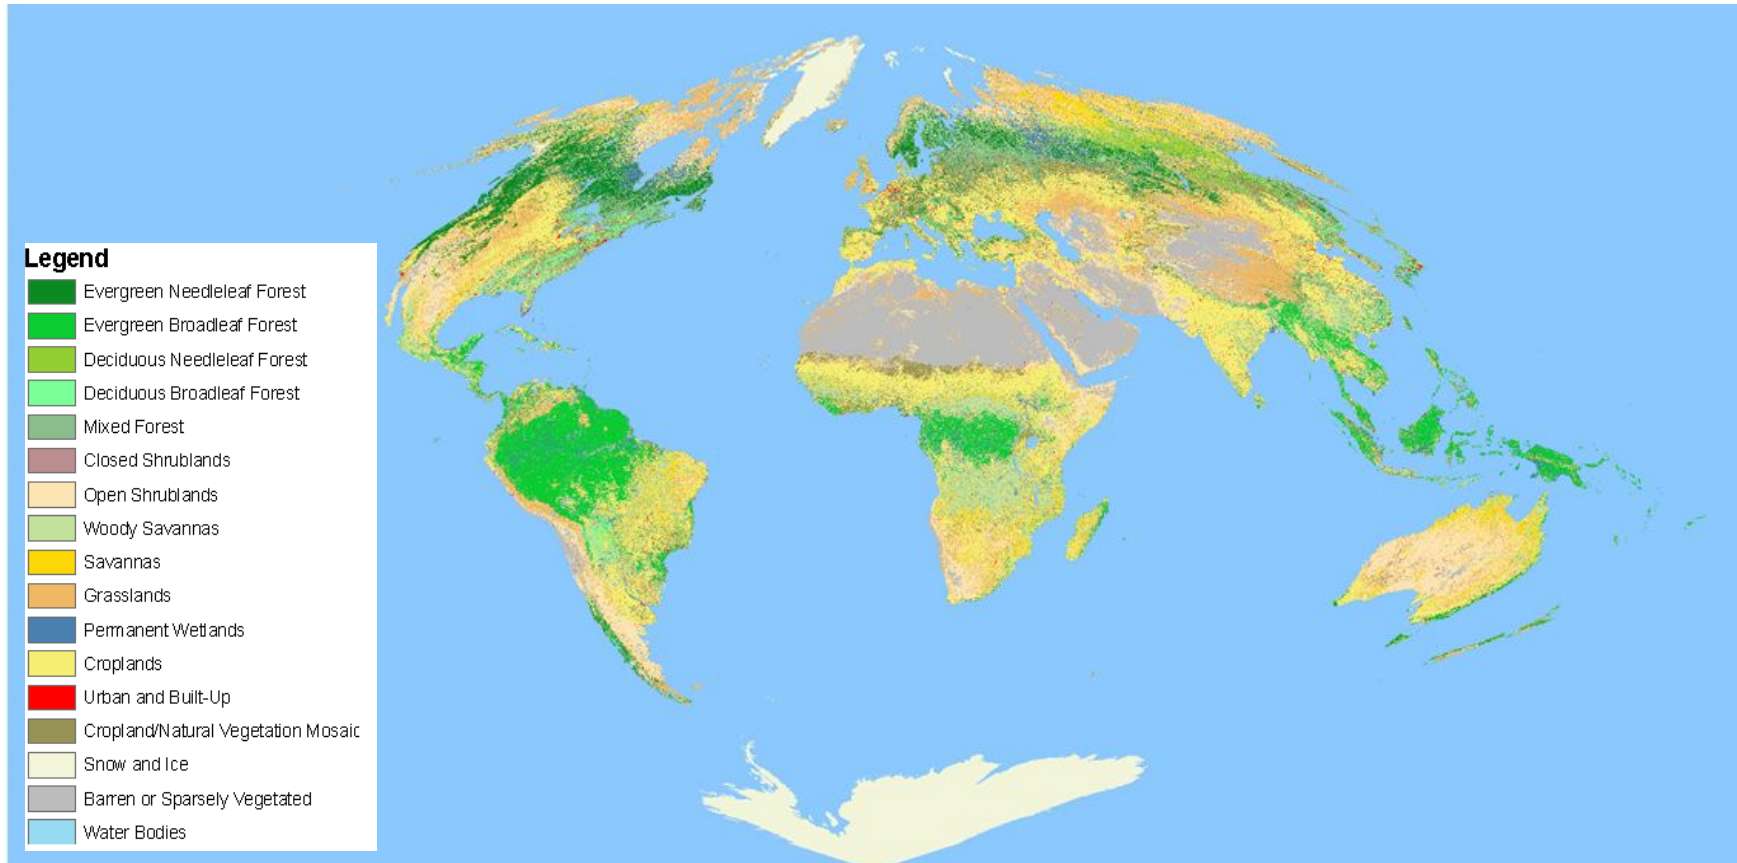 Legend
Evergreen Needleleaf Forest
Evergreen Broadleaf Forest
Deciduous Needleleaf Forest
Deciduous Broadleaf Forest
Mixed Forest
Closed Shrublands
Open Shrublands
Woody Savannas
Savannas
Grasslands
Permanent Wetlands
Croplands
Urban and Built-Up
Cropland/Natural Vegetation Mosaic
Snow and Ice
Barren or Sparsely Vegetated
Water Bodies